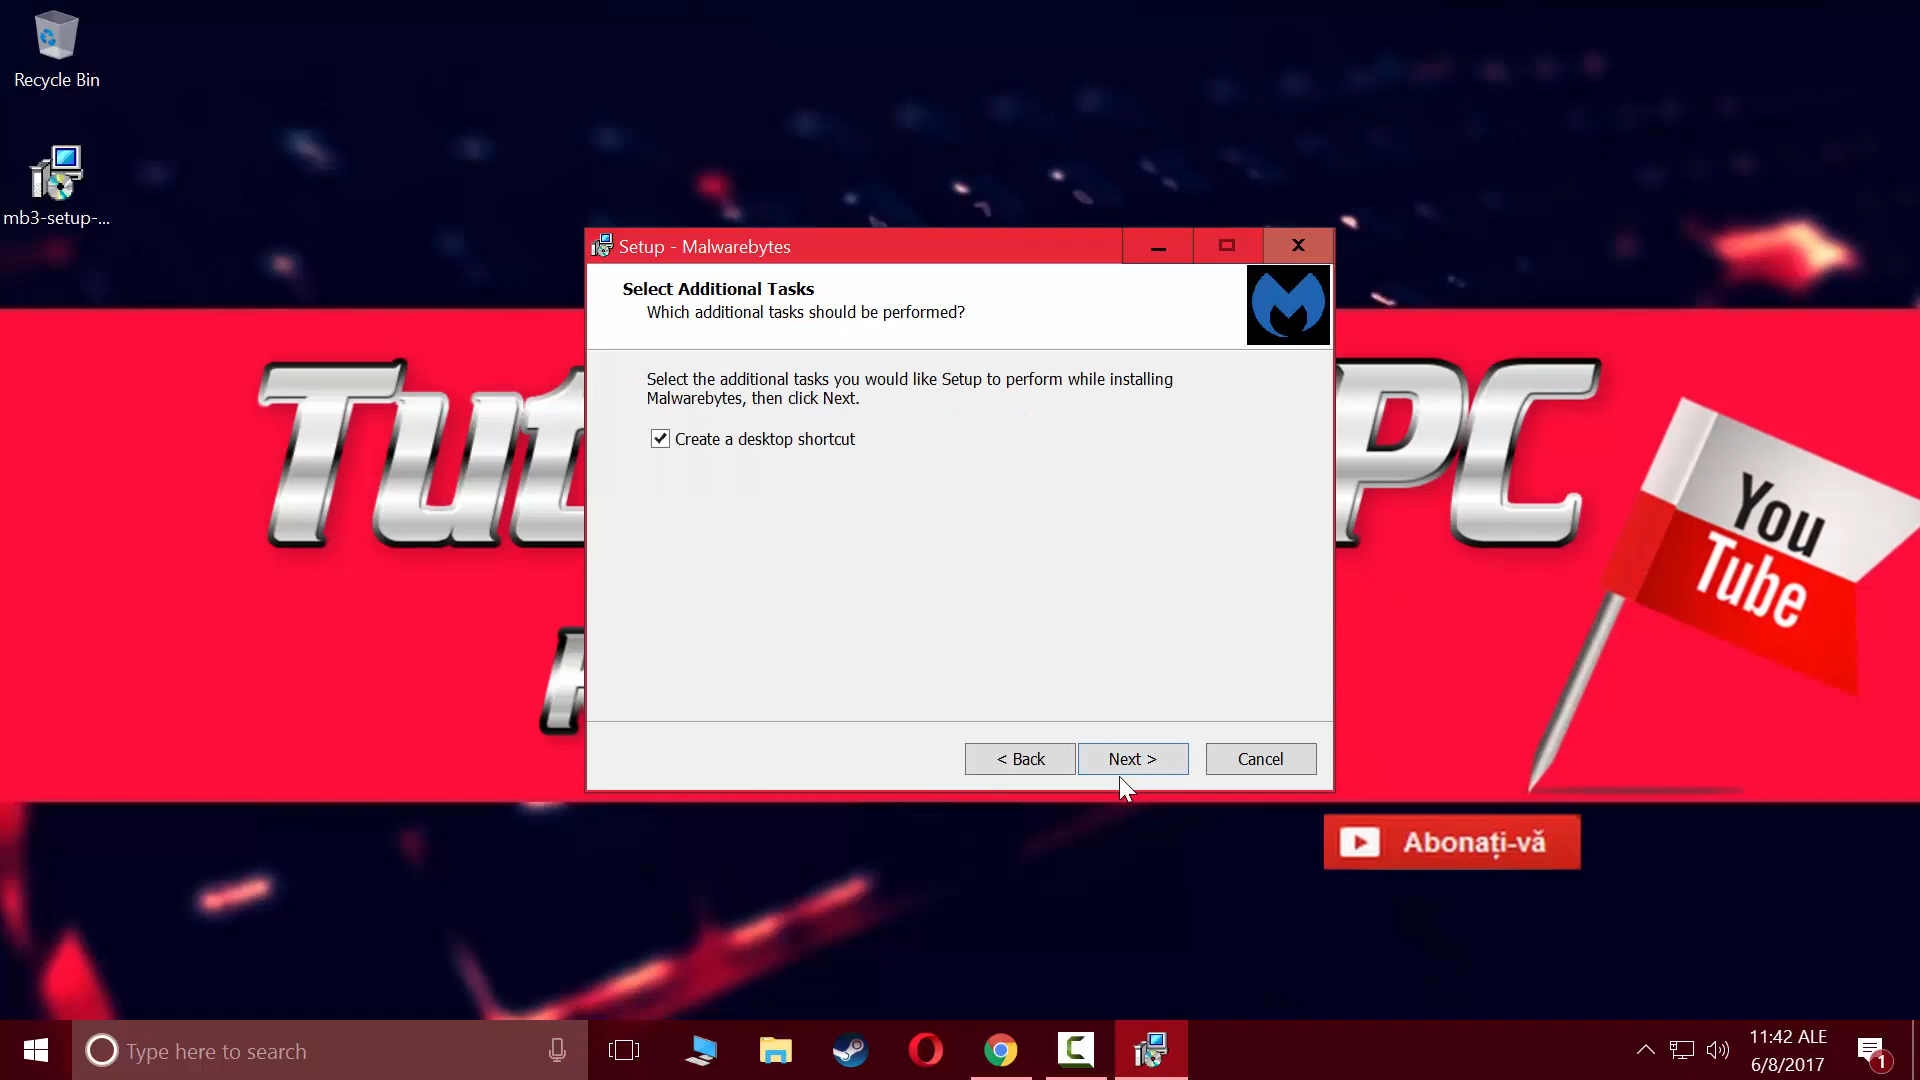 Recycle Bin
mb3-setup-...
Setup - Malwarebytes
Select Additional Tasks
Which additional tasks should be performed?
Select the additional tasks you would like Setup to perform while installing
Malwarebytes, then click Next.
Create a desktop shortcut
< Back
Next >
Cancel
PC
You
Tube
Abonați-vă
Type here to search
11:42 ALE
6/8/2017
1